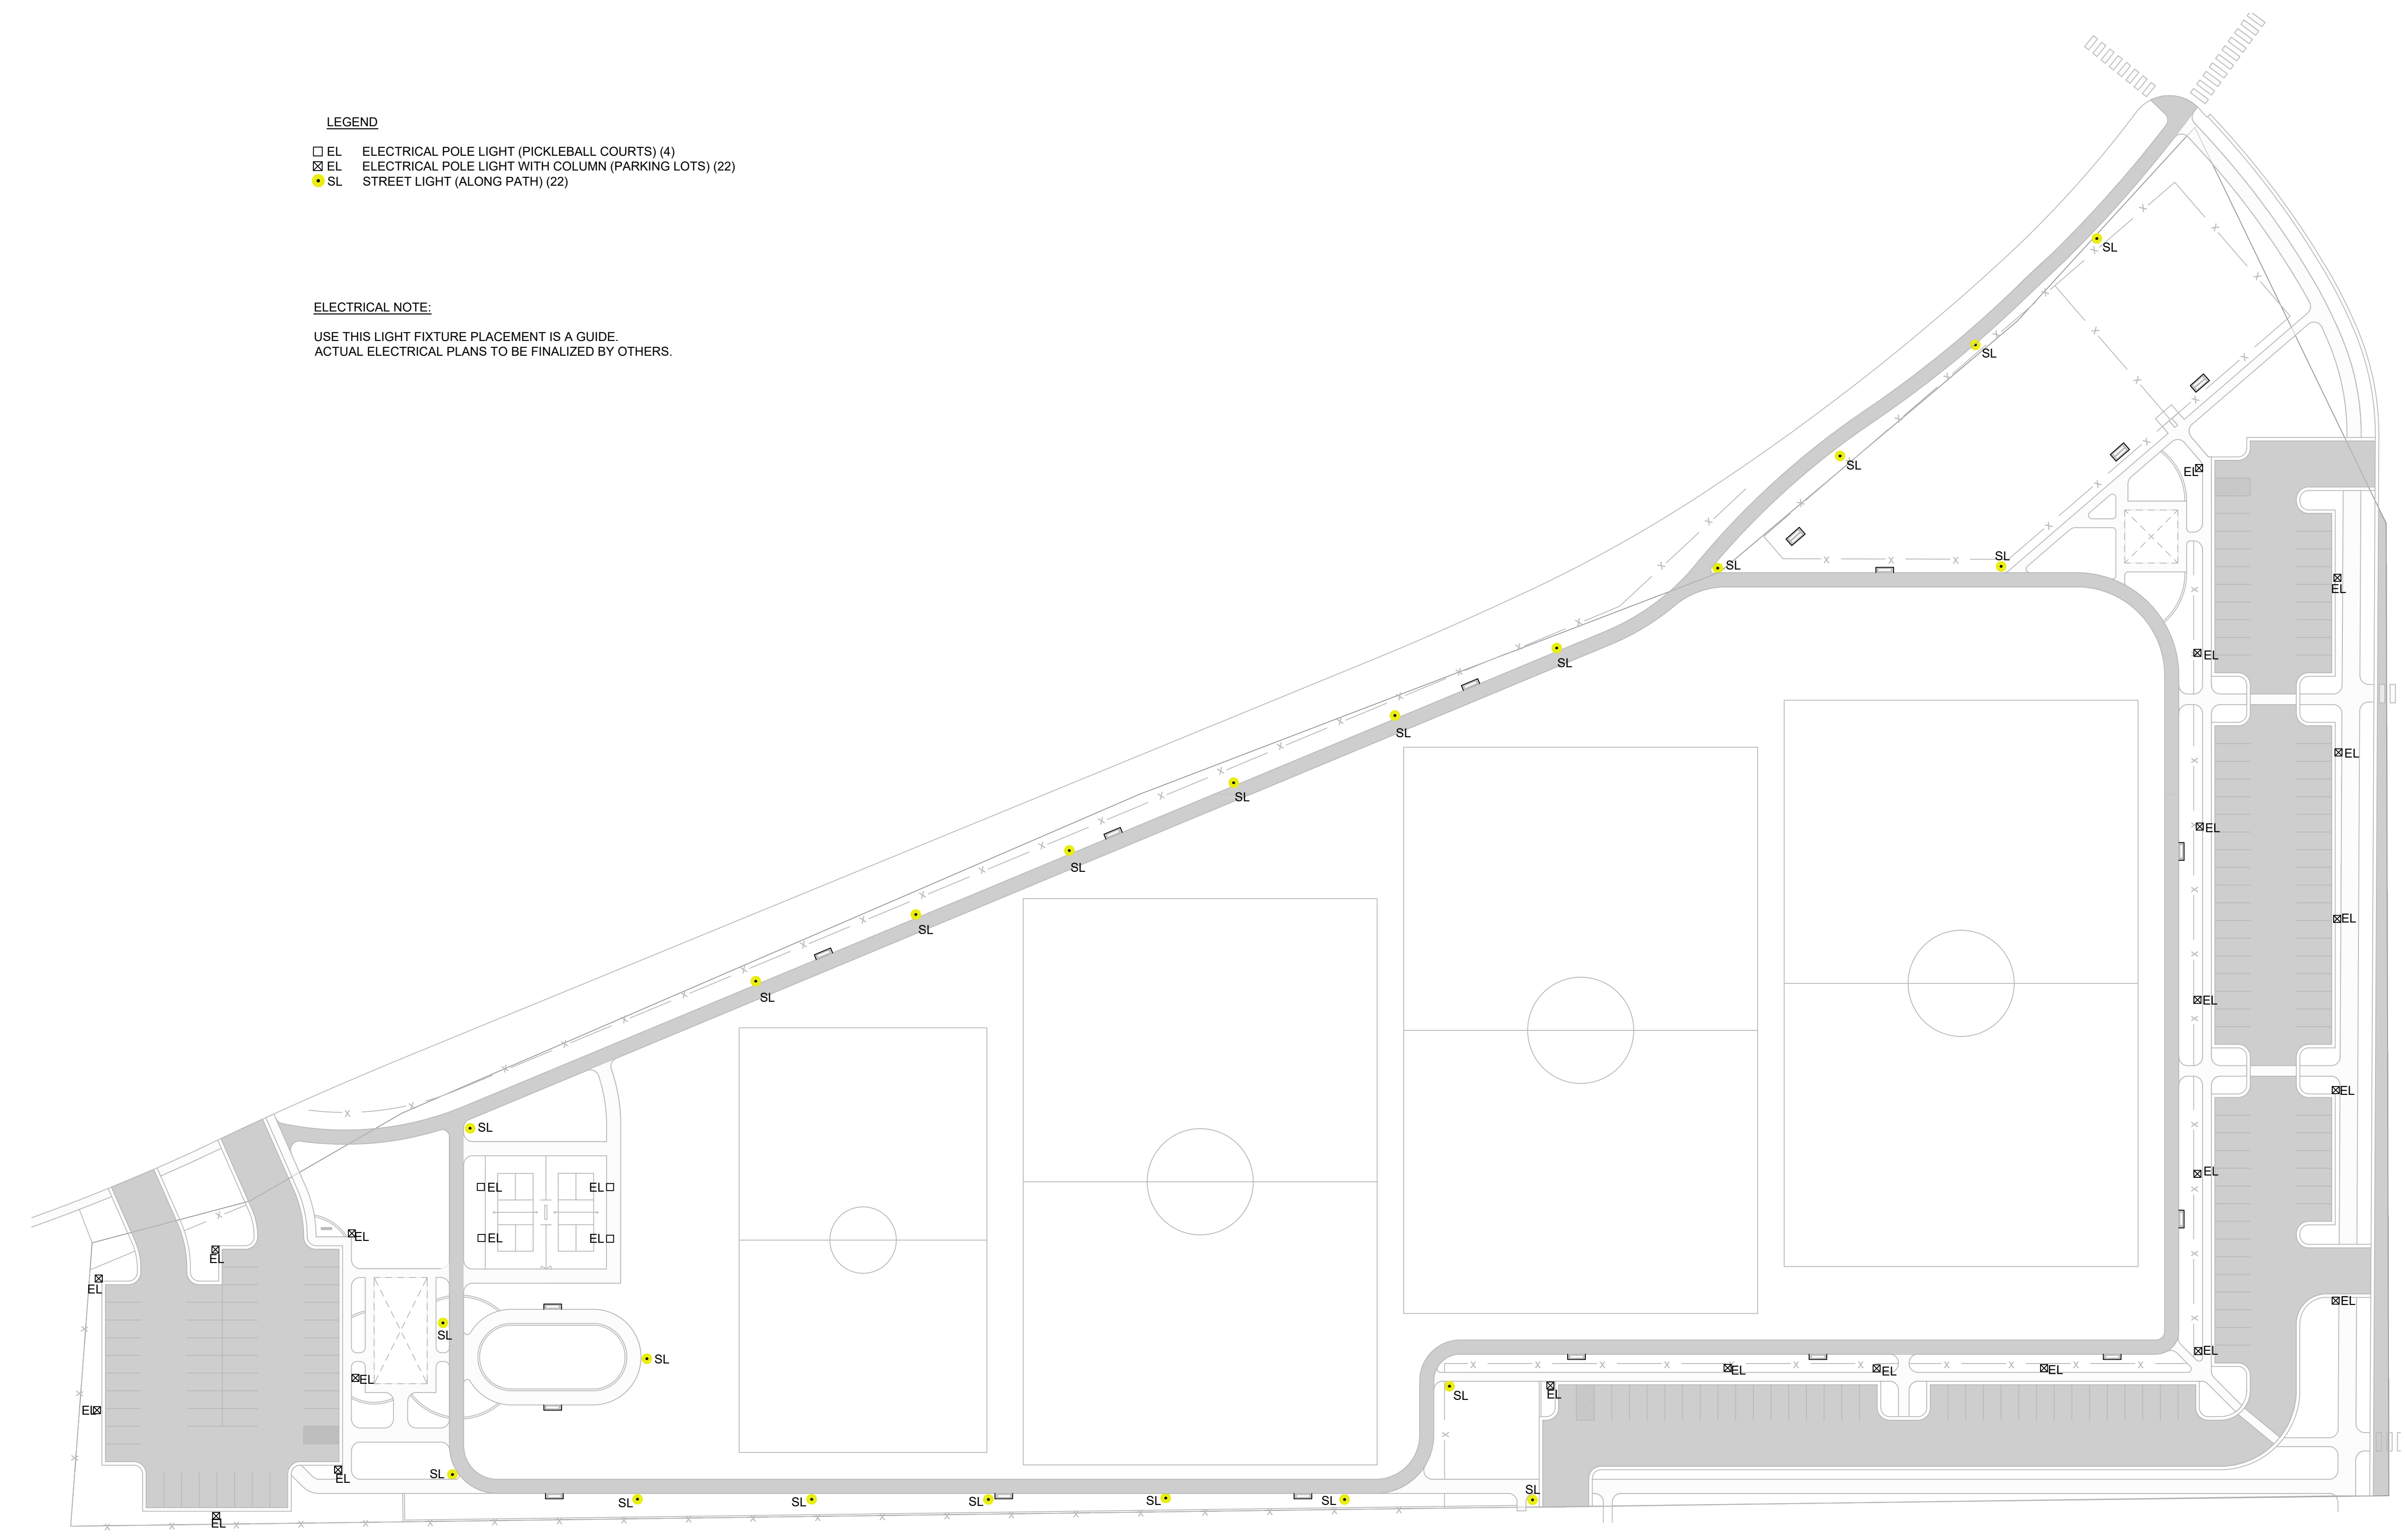 LEGEND
EL ELECTRICAL POLE LIGHT (PICKLEBALL COURTS) (4)
EL ELECTRICAL POLE LIGHT WITH COLUMN (PARKING LOTS) (22)
SL STREET LIGHT (ALONG PATH) (22)
ELECTRICAL NOTE:
USE THIS LIGHT FIXTURE PLACEMENT IS A GUIDE.
ACTUAL ELECTRICAL PLANS TO BE FINALIZED BY OTHERS.
SL
SL
SL
EL
SL
SL
EL
EL
SL
SL
EL
SL
EL
SL
EL
SL
SL
EL
EL
SL
EL
EL
EL
EL
EL
EL
EL
EL
EL
SL
EL
SL
EL
EL
EL
EL
SL
EL
EL
SL
EL
SL
SL
SL
SL
SL
SL
EL